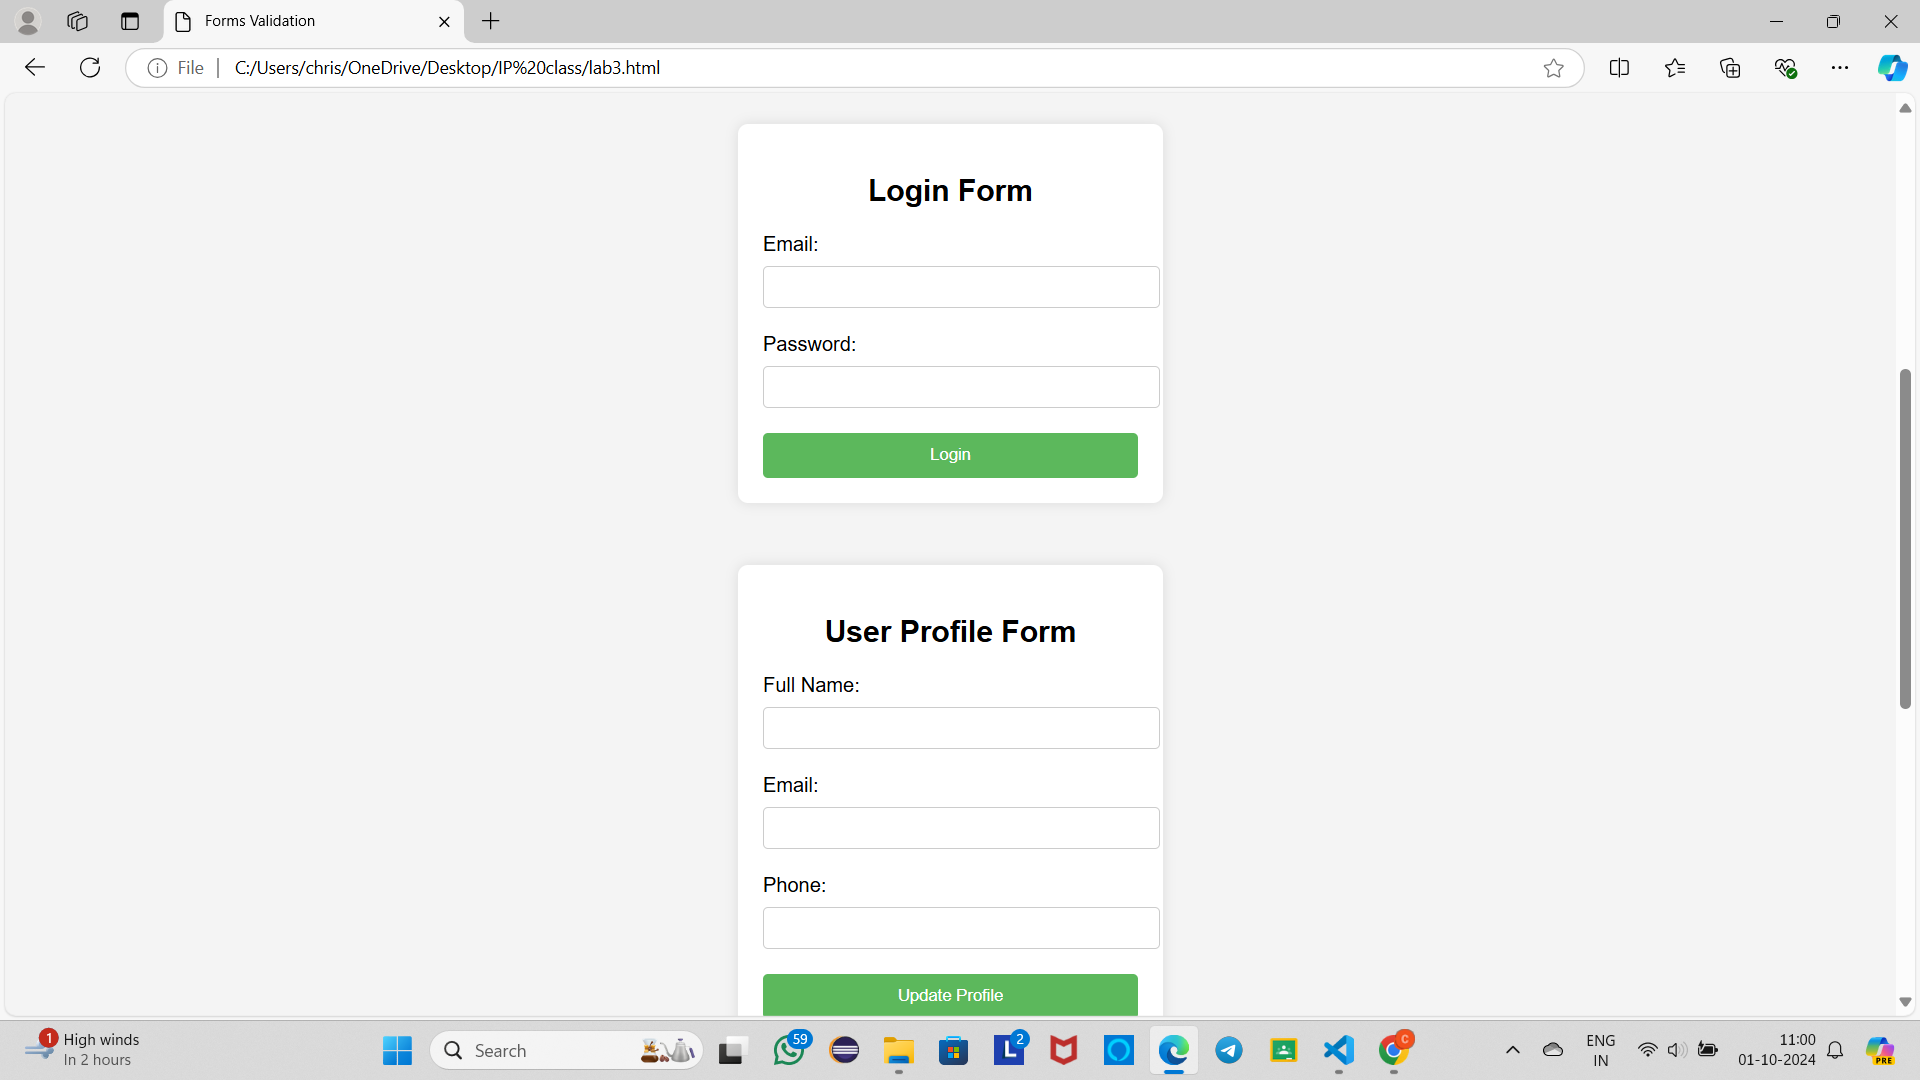 Forms Validation
File
C:/Users/chris/OneDrive/Desktop/IP%20class/lab3.html
Login Form
Email:
Password:
Login
User Profile Form
Full Name:
Email:
Phone:
Update Profile
1
High winds
In 2 hours
Search
59
L
2
C
ENG
IN
11:00
01-10-2024
PRE